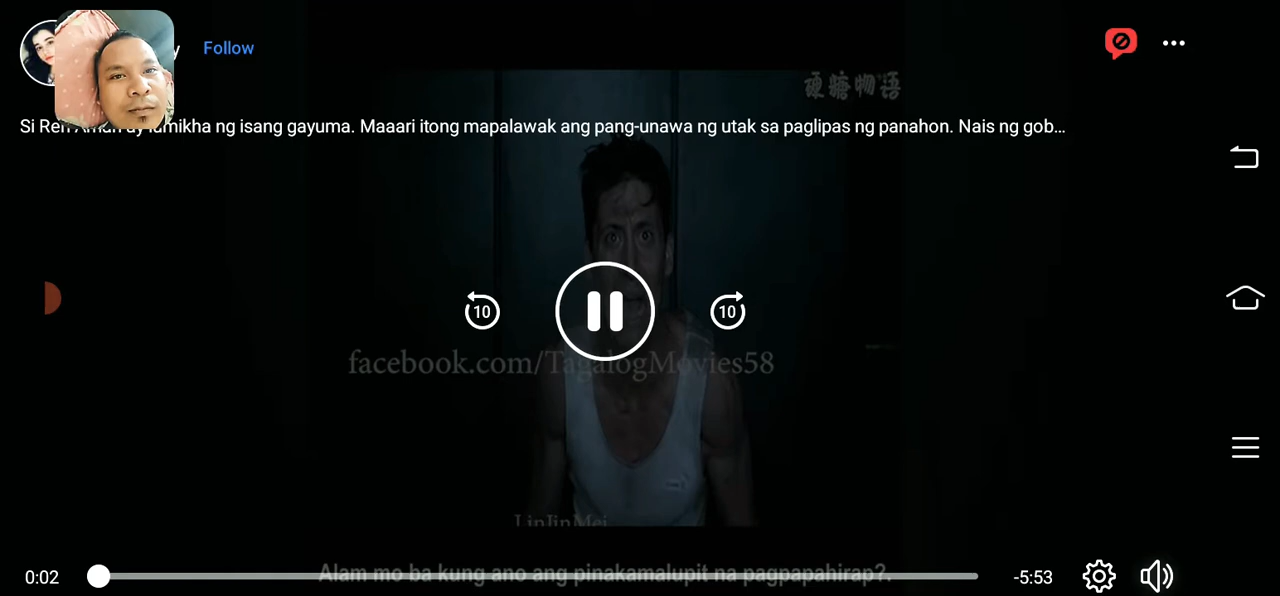 Follow
硬糖物语
Si Ren Aman ay lumikha ng isang gayuma. Maaari itong mapalawak ang pang-unawa ng utak sa paglipas ng panahon. Nais ng gob...
10
10
facebook.com/TagalogMovies58
LinJinMei
Alam mo ba kung ano ang pinakamalupit na pagpapahirap?.
0:02
-5:53